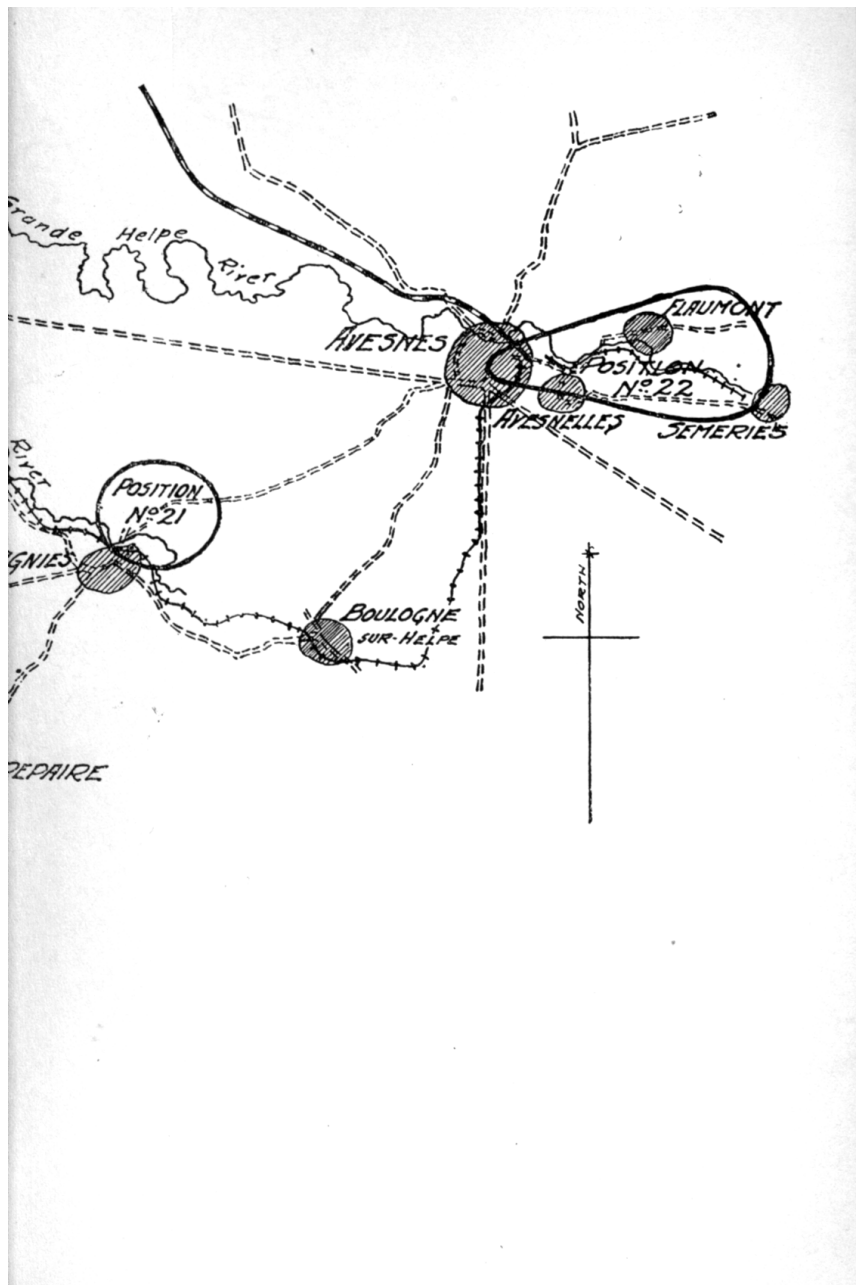 Grande Helpe River
FLAUMONT
AVESNES
POSITION
No. 22
AVESNELLES
SEMERIES
River
POSITION
No 21
GNIES
NORTH
BOULOGNE
SUR-HELPE
DEPAIRE